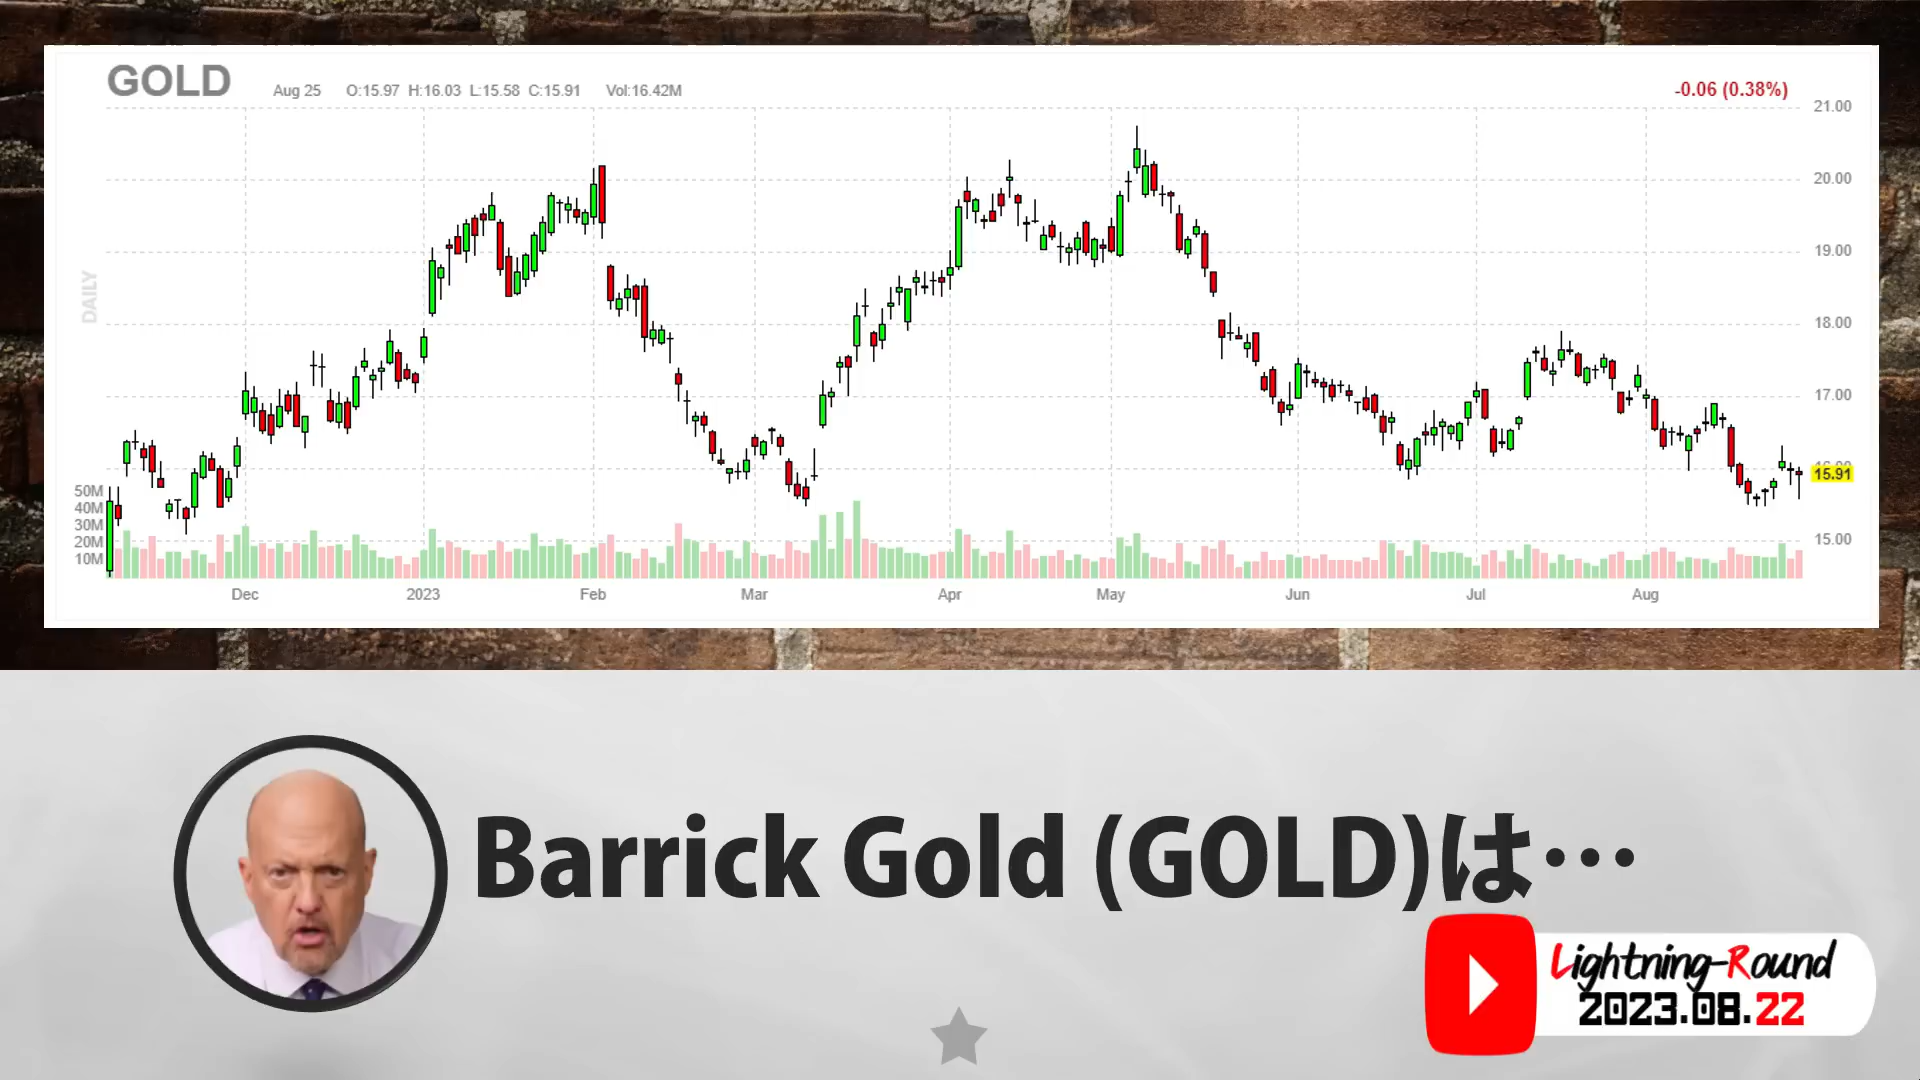 GOLD Aug 25 O:15.97 H:16.03 L:15.58 C:15.91 Vol:16.42M -0.06 (0.38%)
21.00
20.00
19.00
18.00
17.00
15.91
15.00
DAILY
50M
40M
30M
20M
10M
Dec 2023 Feb Mar Apr May Jun Jul Aug
Barrick Gold (GOLD)は…
Lightning-Round
2023.08.22